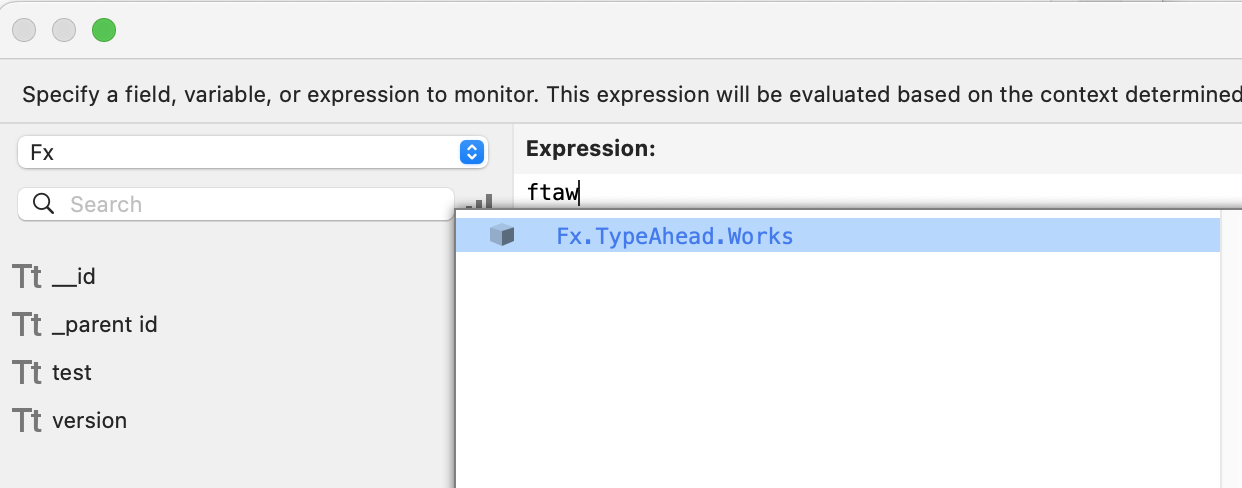 Specify a field, variable, or expression to monitor. This expression will be evaluated based on the context determined
Fx
Expression:
ftaw
Search
Fx.TypeAhead.Works
Tt __id
Tt _parent id
Tt test
Tt version